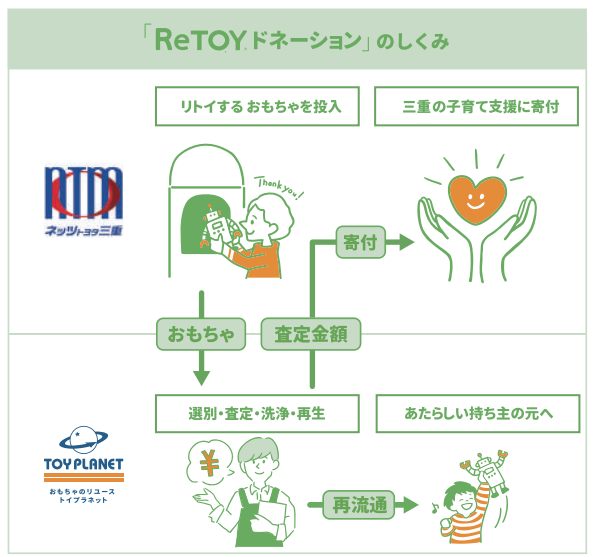 「ReTOYドネーション」のしくみ
リトイするおもちゃを投入
三重の子育て支援に寄付
Thank you!
NTM
ネッツトヨタ三重
寄付
おもちゃ
査定金額
選別・査定・洗浄・再生
あたらしい持ち主の元へ
¥
TOY PLANET
おもちゃのリユース
トイプラネット
再流通